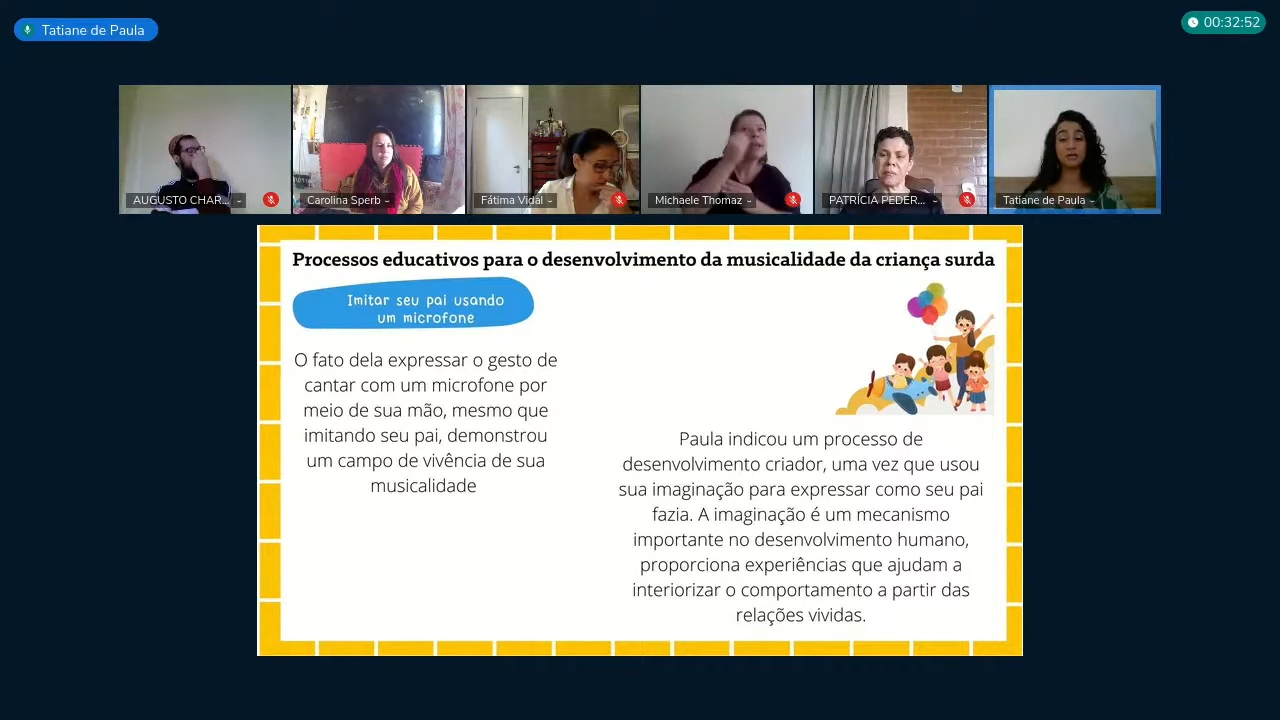 Tatiane de Paula
00:32:52
AUGUSTO CHAR...
Carolina Sperb
Fátima Vidal
Michaele Thomaz
PATRÍCIA PEDER...
Tatiane de Paula
Processos educativos para o desenvolvimento da musicalidade da criança surda
Imitar seu pai usando
um microfone
O fato dela expressar o gesto de
cantar com um microfone por
meio de sua mão, mesmo que
imitando seu pai, demonstrou
um campo de vivência de sua
musicalidade
Paula indicou um processo de
desenvolvimento criador, uma vez que usou
sua imaginação para expressar como seu pai
fazia. A imaginação é um mecanismo
importante no desenvolvimento humano,
proporciona experiências que ajudam a
interiorizar o comportamento a partir das
relações vividas.